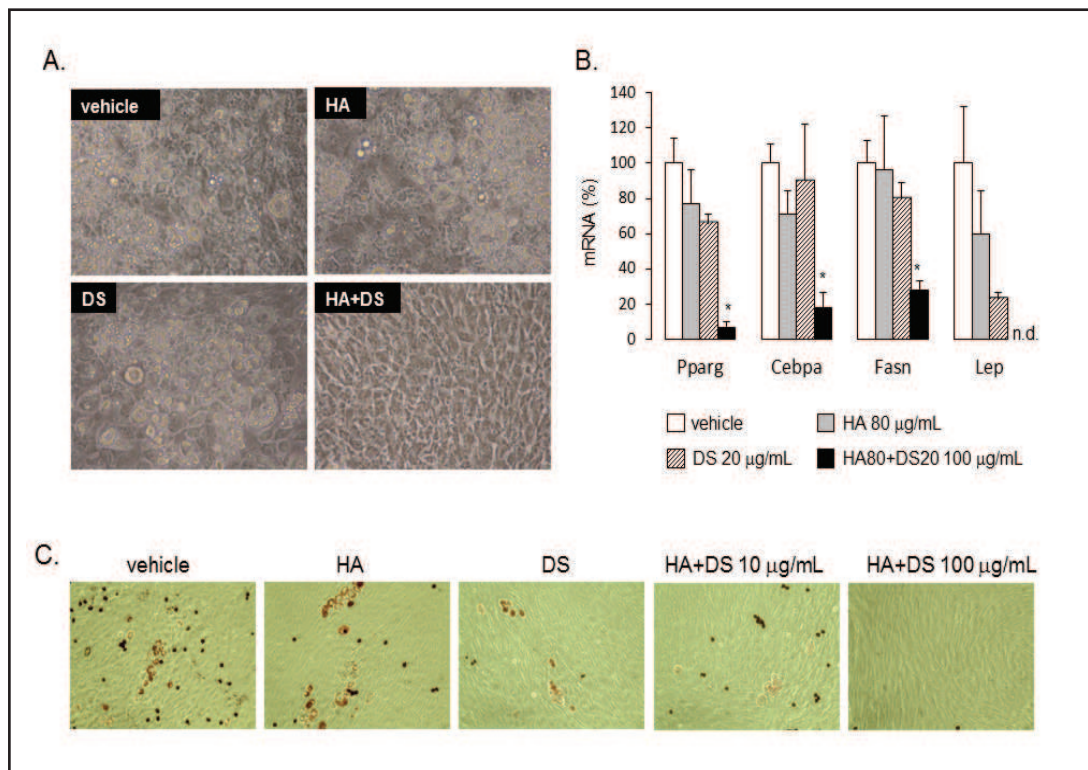 A.
vehicle
HA
DS
HA+DS
B.
mRNA (%)
140
120
100
80
60
40
20
0
*
*
*
n.d.
Pparg Cebpa Fasn Lep
vehicle HA 80 μg/mL
DS 20 μg/mL HA80+DS20 100 μg/mL
C.
vehicle HA DS HA+DS 10 μg/mL HA+DS 100 μg/mL